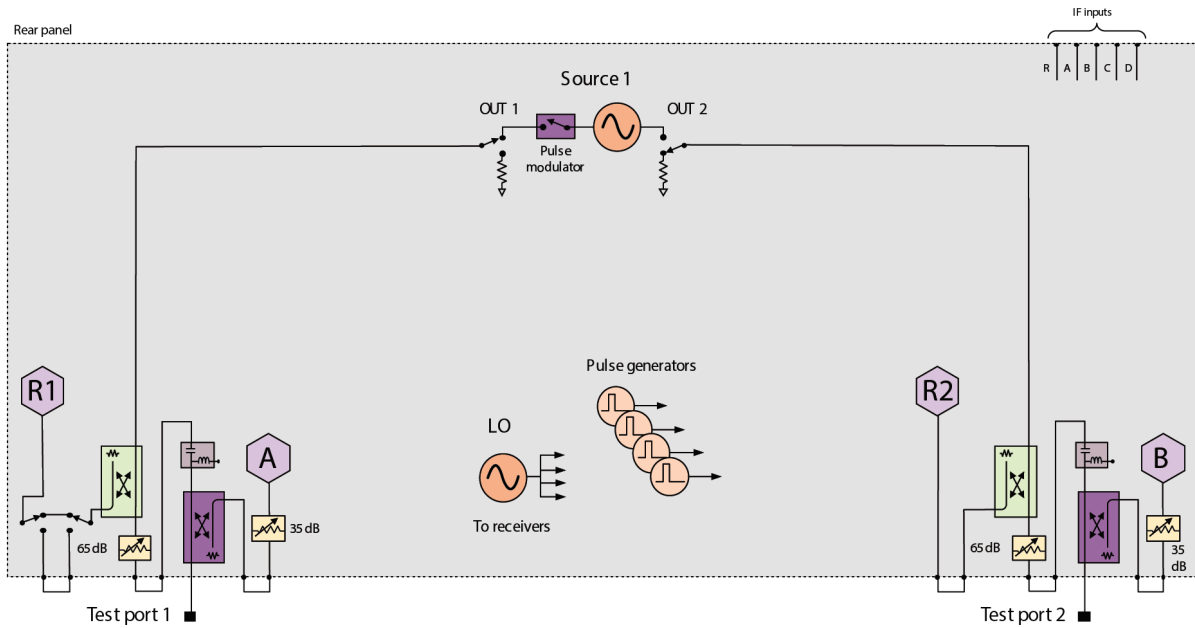 IF inputs
Rear panel
R A B C D
Source 1
OUT 1
OUT 2
Pulse
modulator
Pulse generators
R1
R2
LO
A
B
To receivers
35 dB
65 dB
65 dB
35
dB
Test port 1
Test port 2